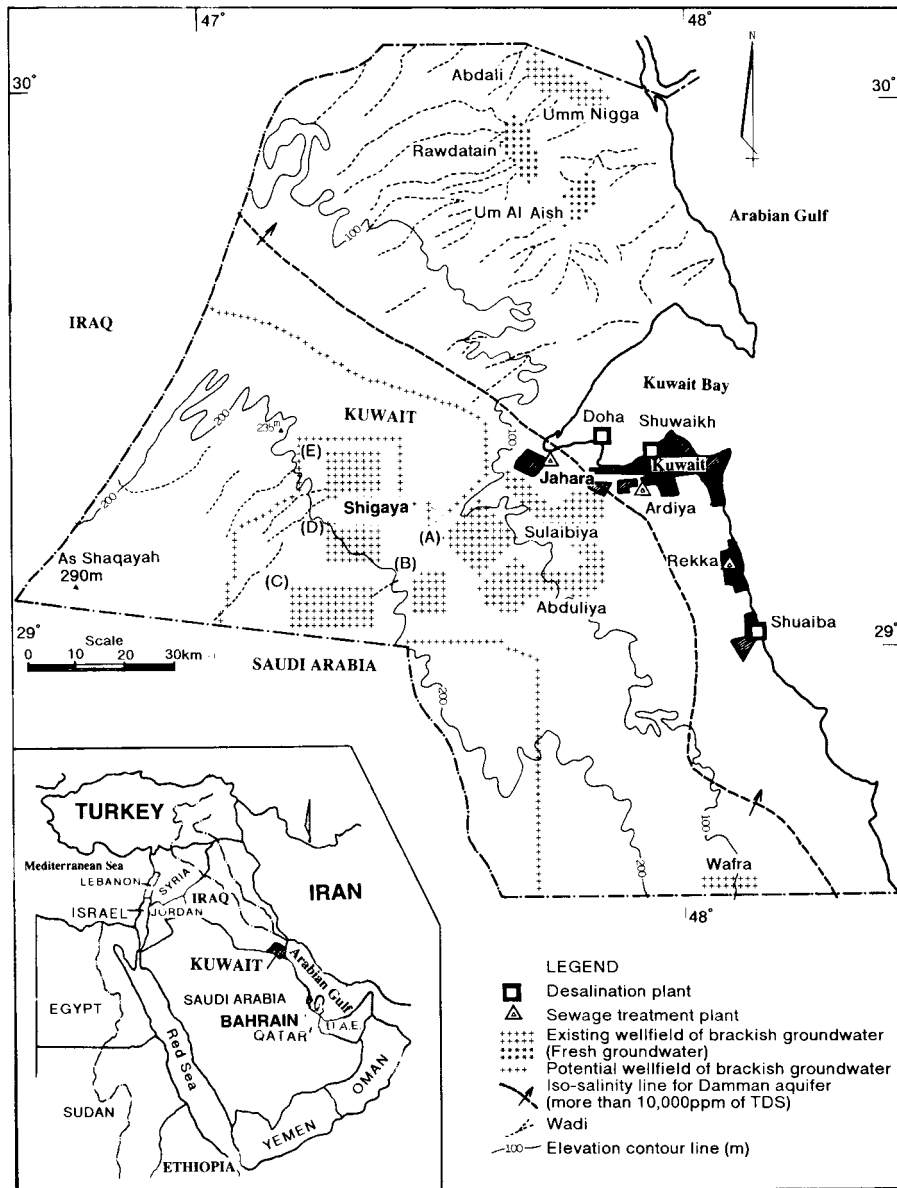 47°
48°
N
30°
30°
Abdali
Umm Nigga
Rawdatain
Um Al Aish
Arabian Gulf
100
IRAQ
Kuwait Bay
KUWAIT
200
235m
100
Doha
Shuwaikh
Kuwait
(E)
Jahara
Shigaya
Ardiya
200
(D)
(A)
Sulaibiya
As Shaqayah
290m
(B)
Rekka
(C)
Abduliya
Shuaiba
29°
29°
Scale
0 10 20 30km
SAUDI ARABIA
200
100
200
Wafra
48°
TURKEY
Mediterranean Sea
LEBANON
SYRIA
IRAQ
IRAN
ISRAEL
JORDAN
KUWAIT
Arabian Gulf
EGYPT
SAUDI ARABIA
BAHRAIN
QATAR
U.A.E.
Red Sea
OMAN
SUDAN
YEMEN
ETHIOPIA
LEGEND
Desalination plant
Sewage treatment plant
Existing wellfield of brackish groundwater
(Fresh groundwater)
Potential wellfield of brackish groundwater
Iso-salinity line for Damman aquifer
(more than 10,000ppm of TDS)
Wadi
100 Elevation contour line (m)